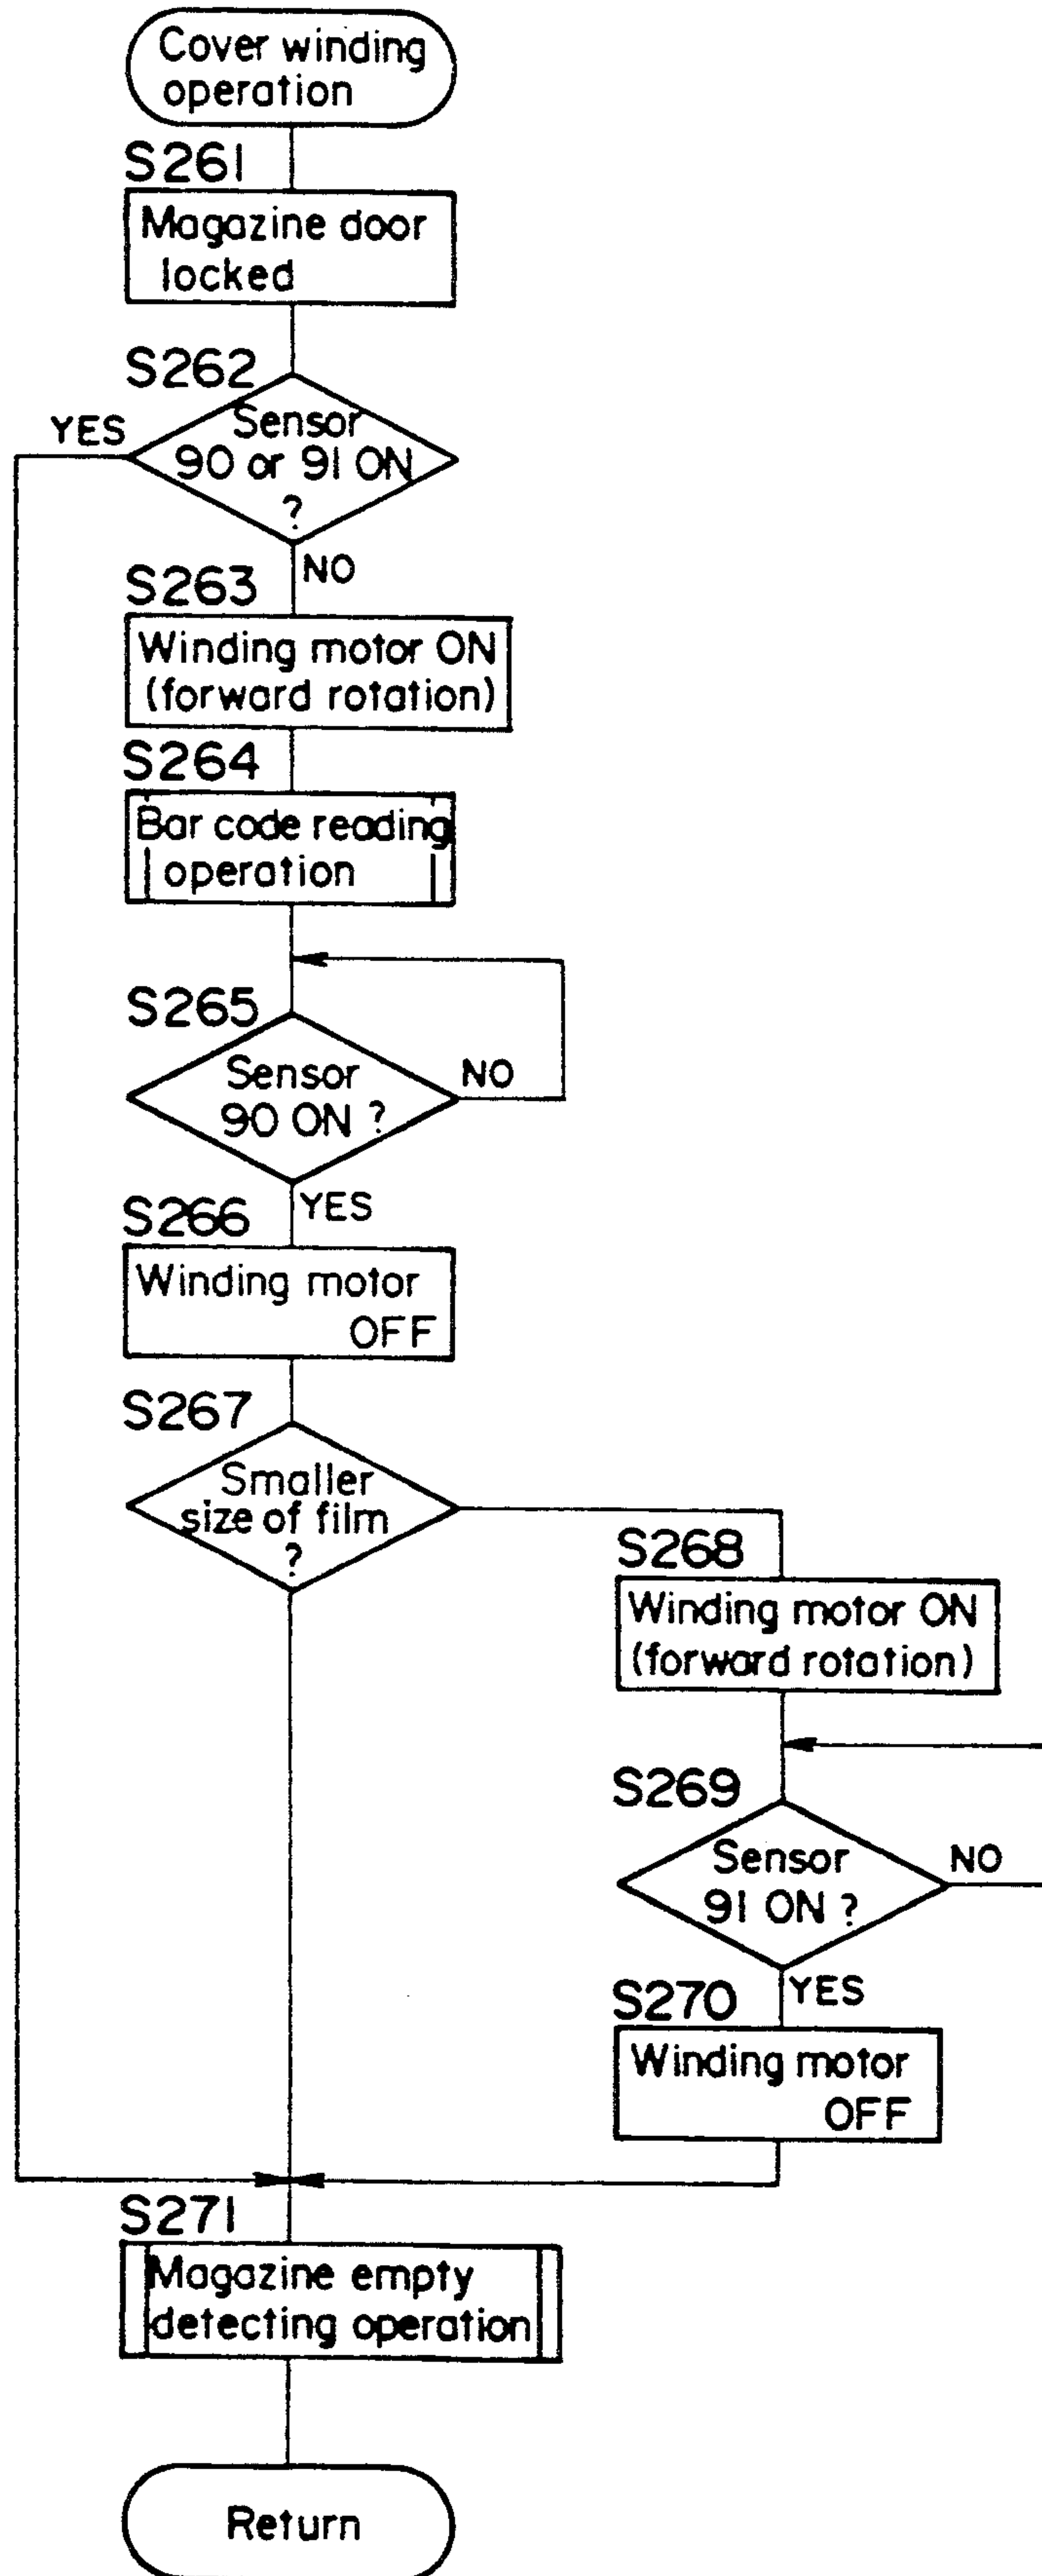 Cover winding
operation
S261
Magazine door
locked
S262
YES
Sensor
90 or 91 ON
?
NO
S263
Winding motor ON
(forward rotation)
S264
Bar code reading
operation
S265
Sensor
90 ON ?
NO
YES
S266
Winding motor
OFF
S267
Smaller
size of film
?
S268
Winding motor ON
(forward rotation)
S269
Sensor
91 ON ?
NO
YES
S270
Winding motor
OFF
S271
Magazine empty
detecting operation
Return